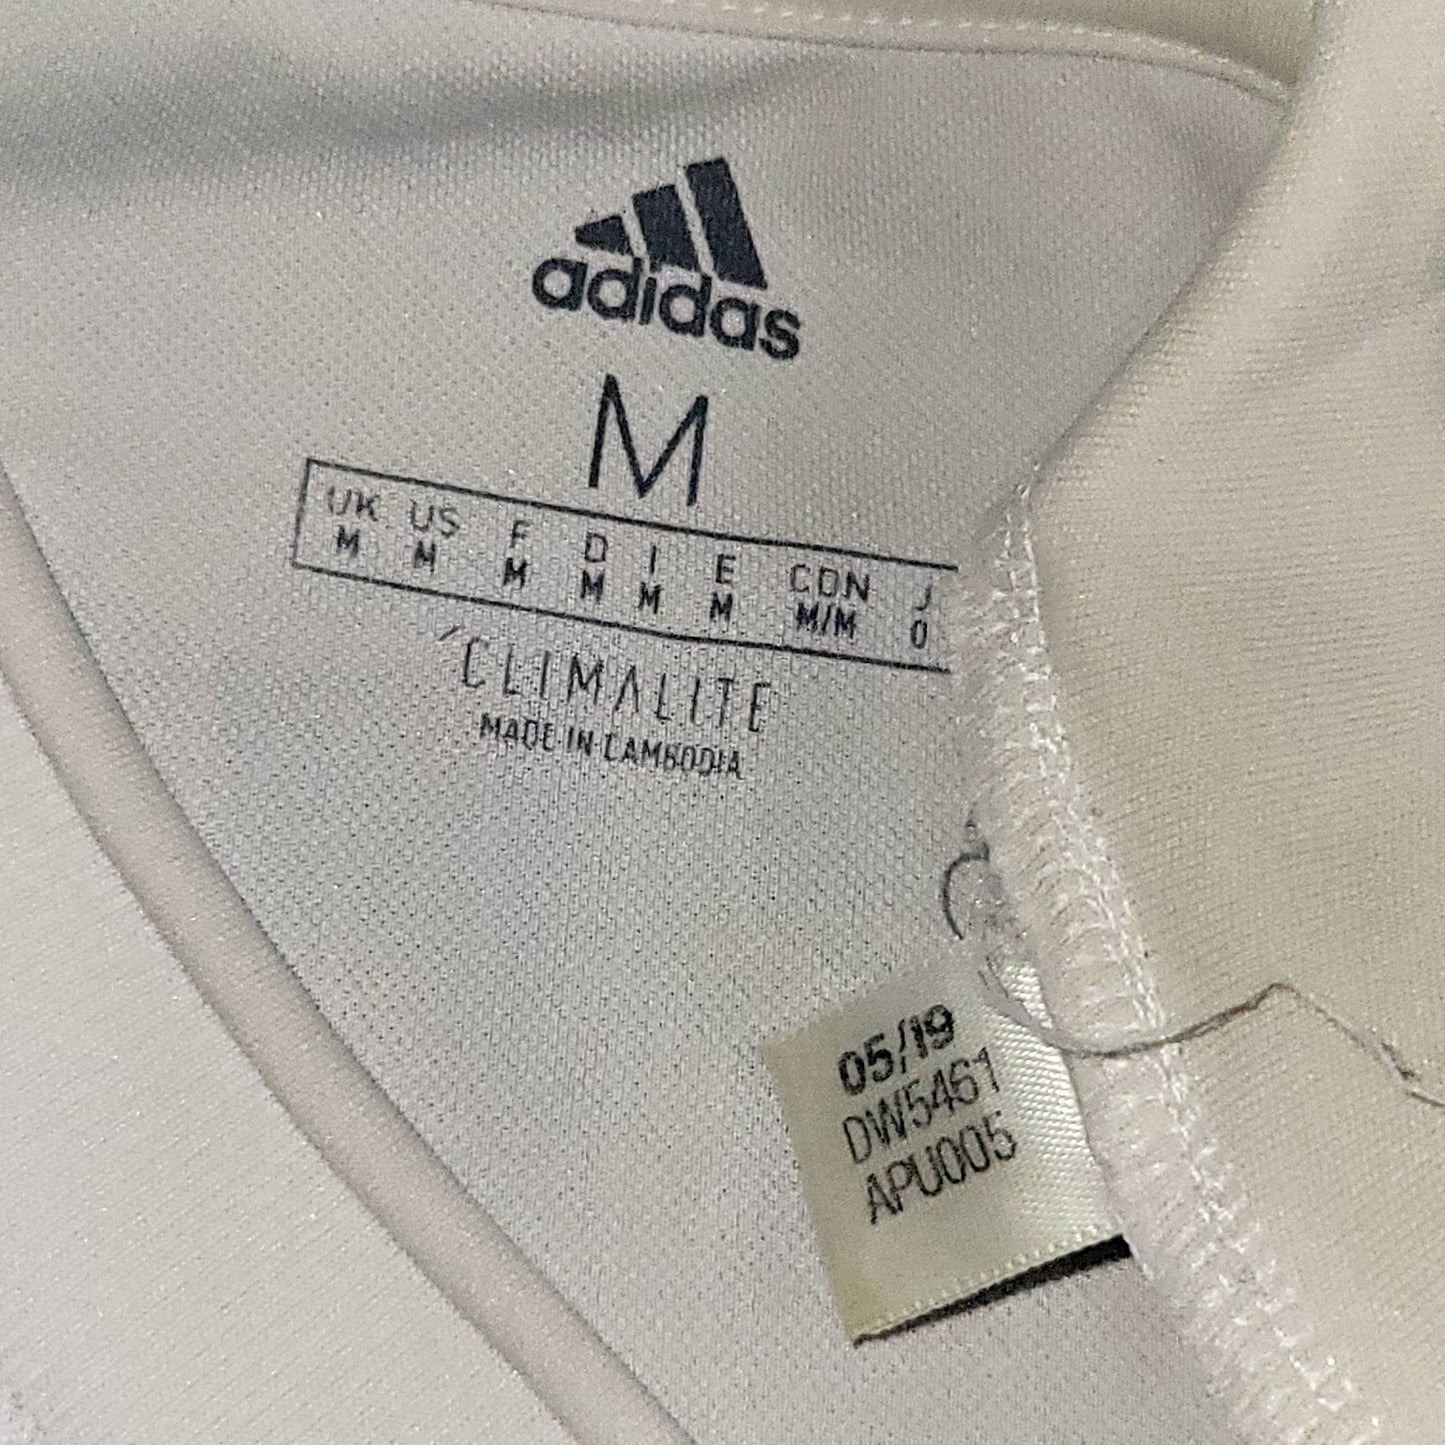 adidas
M
UK US F D I E CON J
M M M M M M M/M O
CLIMALITE
MADE IN CAMBODIA
05/19
DW5461
APU005